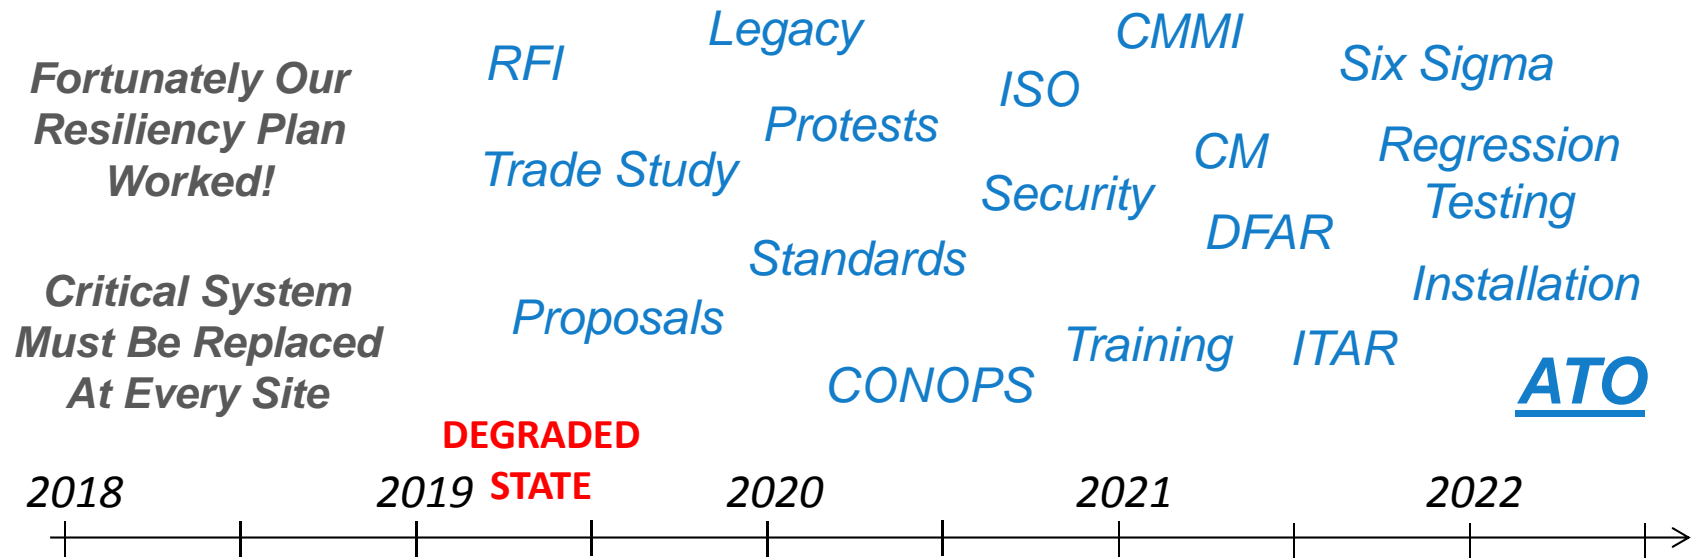 Fortunately Our
Resiliency Plan
Worked!
Critical System
Must Be Replaced
At Every Site
RFI
Legacy
CMMI
Six Sigma
ISO
Protests
Trade Study
CM
Regression
Testing
Security
DFAR
Standards
Installation
Proposals
Training
ITAR
CONOPS
ATO
DEGRADED
STATE
2018
2019
2020
2021
2022